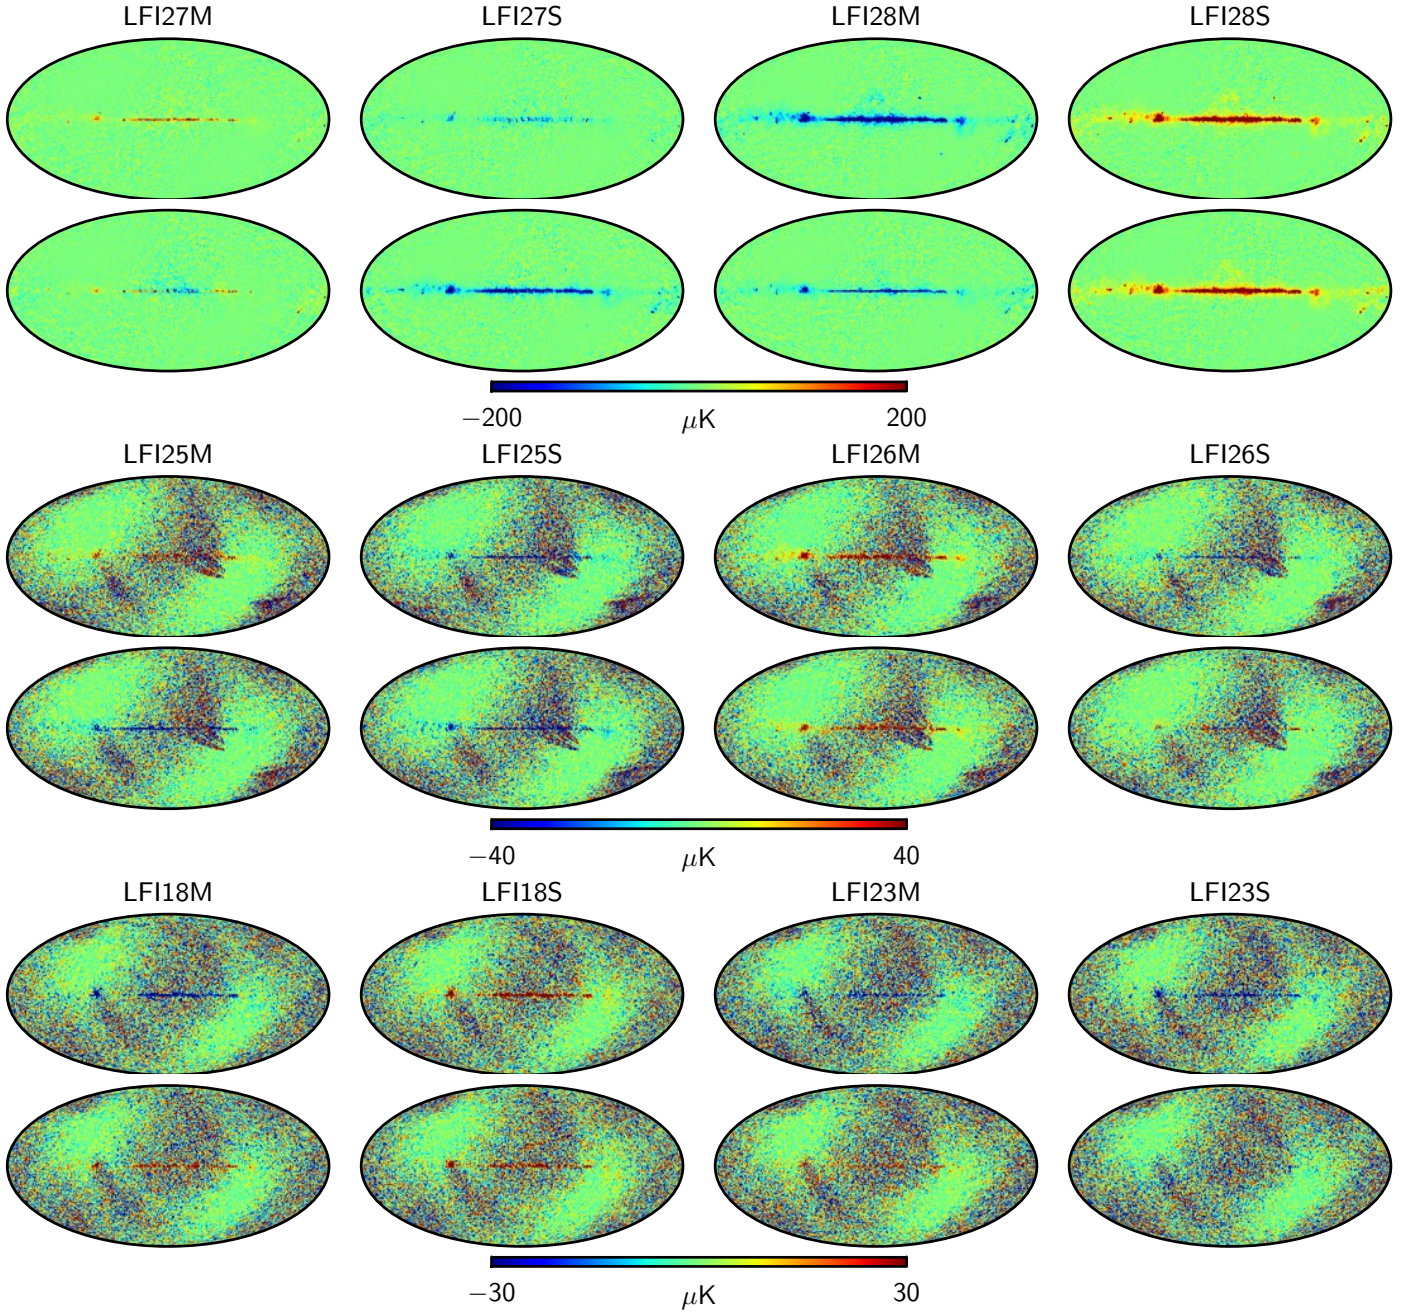 LFI27M LFI27S LFI28M LFI28S
−200 μK 200
LFI25M LFI25S LFI26M LFI26S
−40 μK 40
LFI18M LFI18S LFI23M LFI23S
−30 μK 30